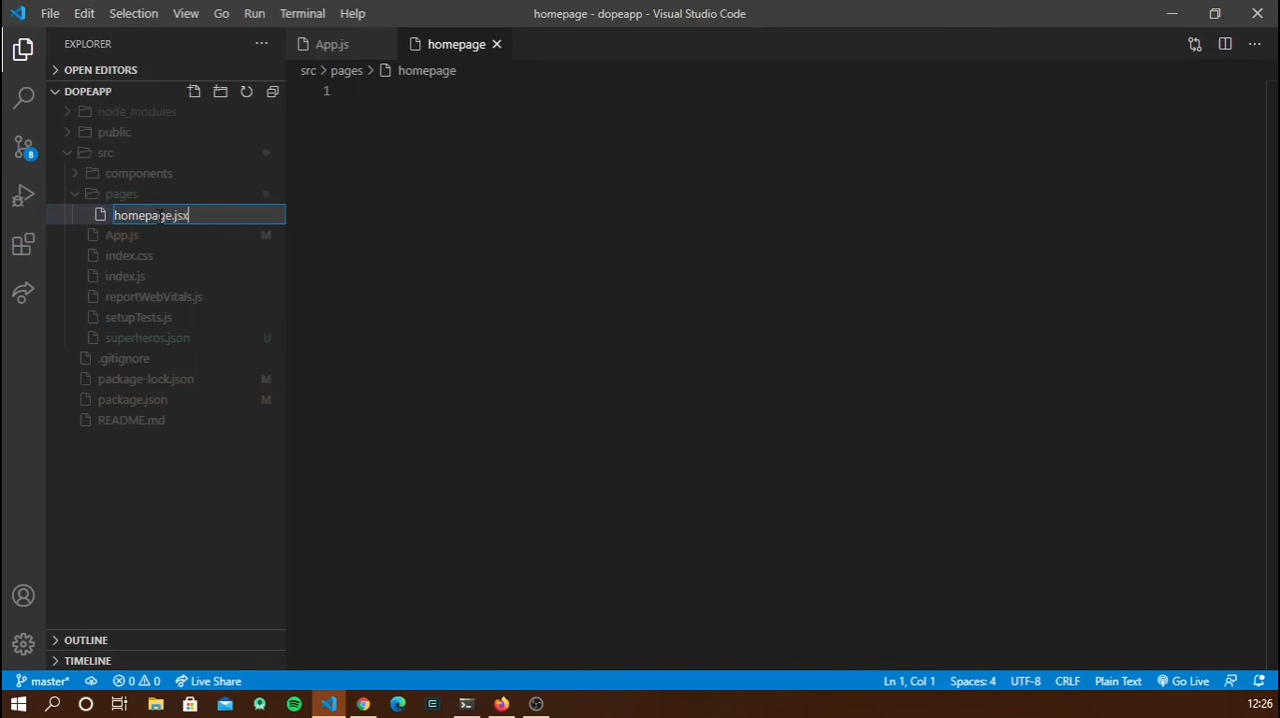 File Edit Selection View Go Run Terminal Help
homepage - dopeapp - Visual Studio Code
EXPLORER
App.js
homepage
OPEN EDITORS
src > pages > homepage
DOPEAPP
1
node_modules
public
src
components
pages
homepage.jsx
App.js M
index.css
index.js
reportWebVitals.js
setupTests.js
superheros.json U
.gitignore
package-lock.json M
package.json M
README.md
8
OUTLINE
TIMELINE
master* 0 0 Live Share
Ln 1, Col 1 Spaces: 4 UTF-8 CRLF Plain Text Go Live
12:26